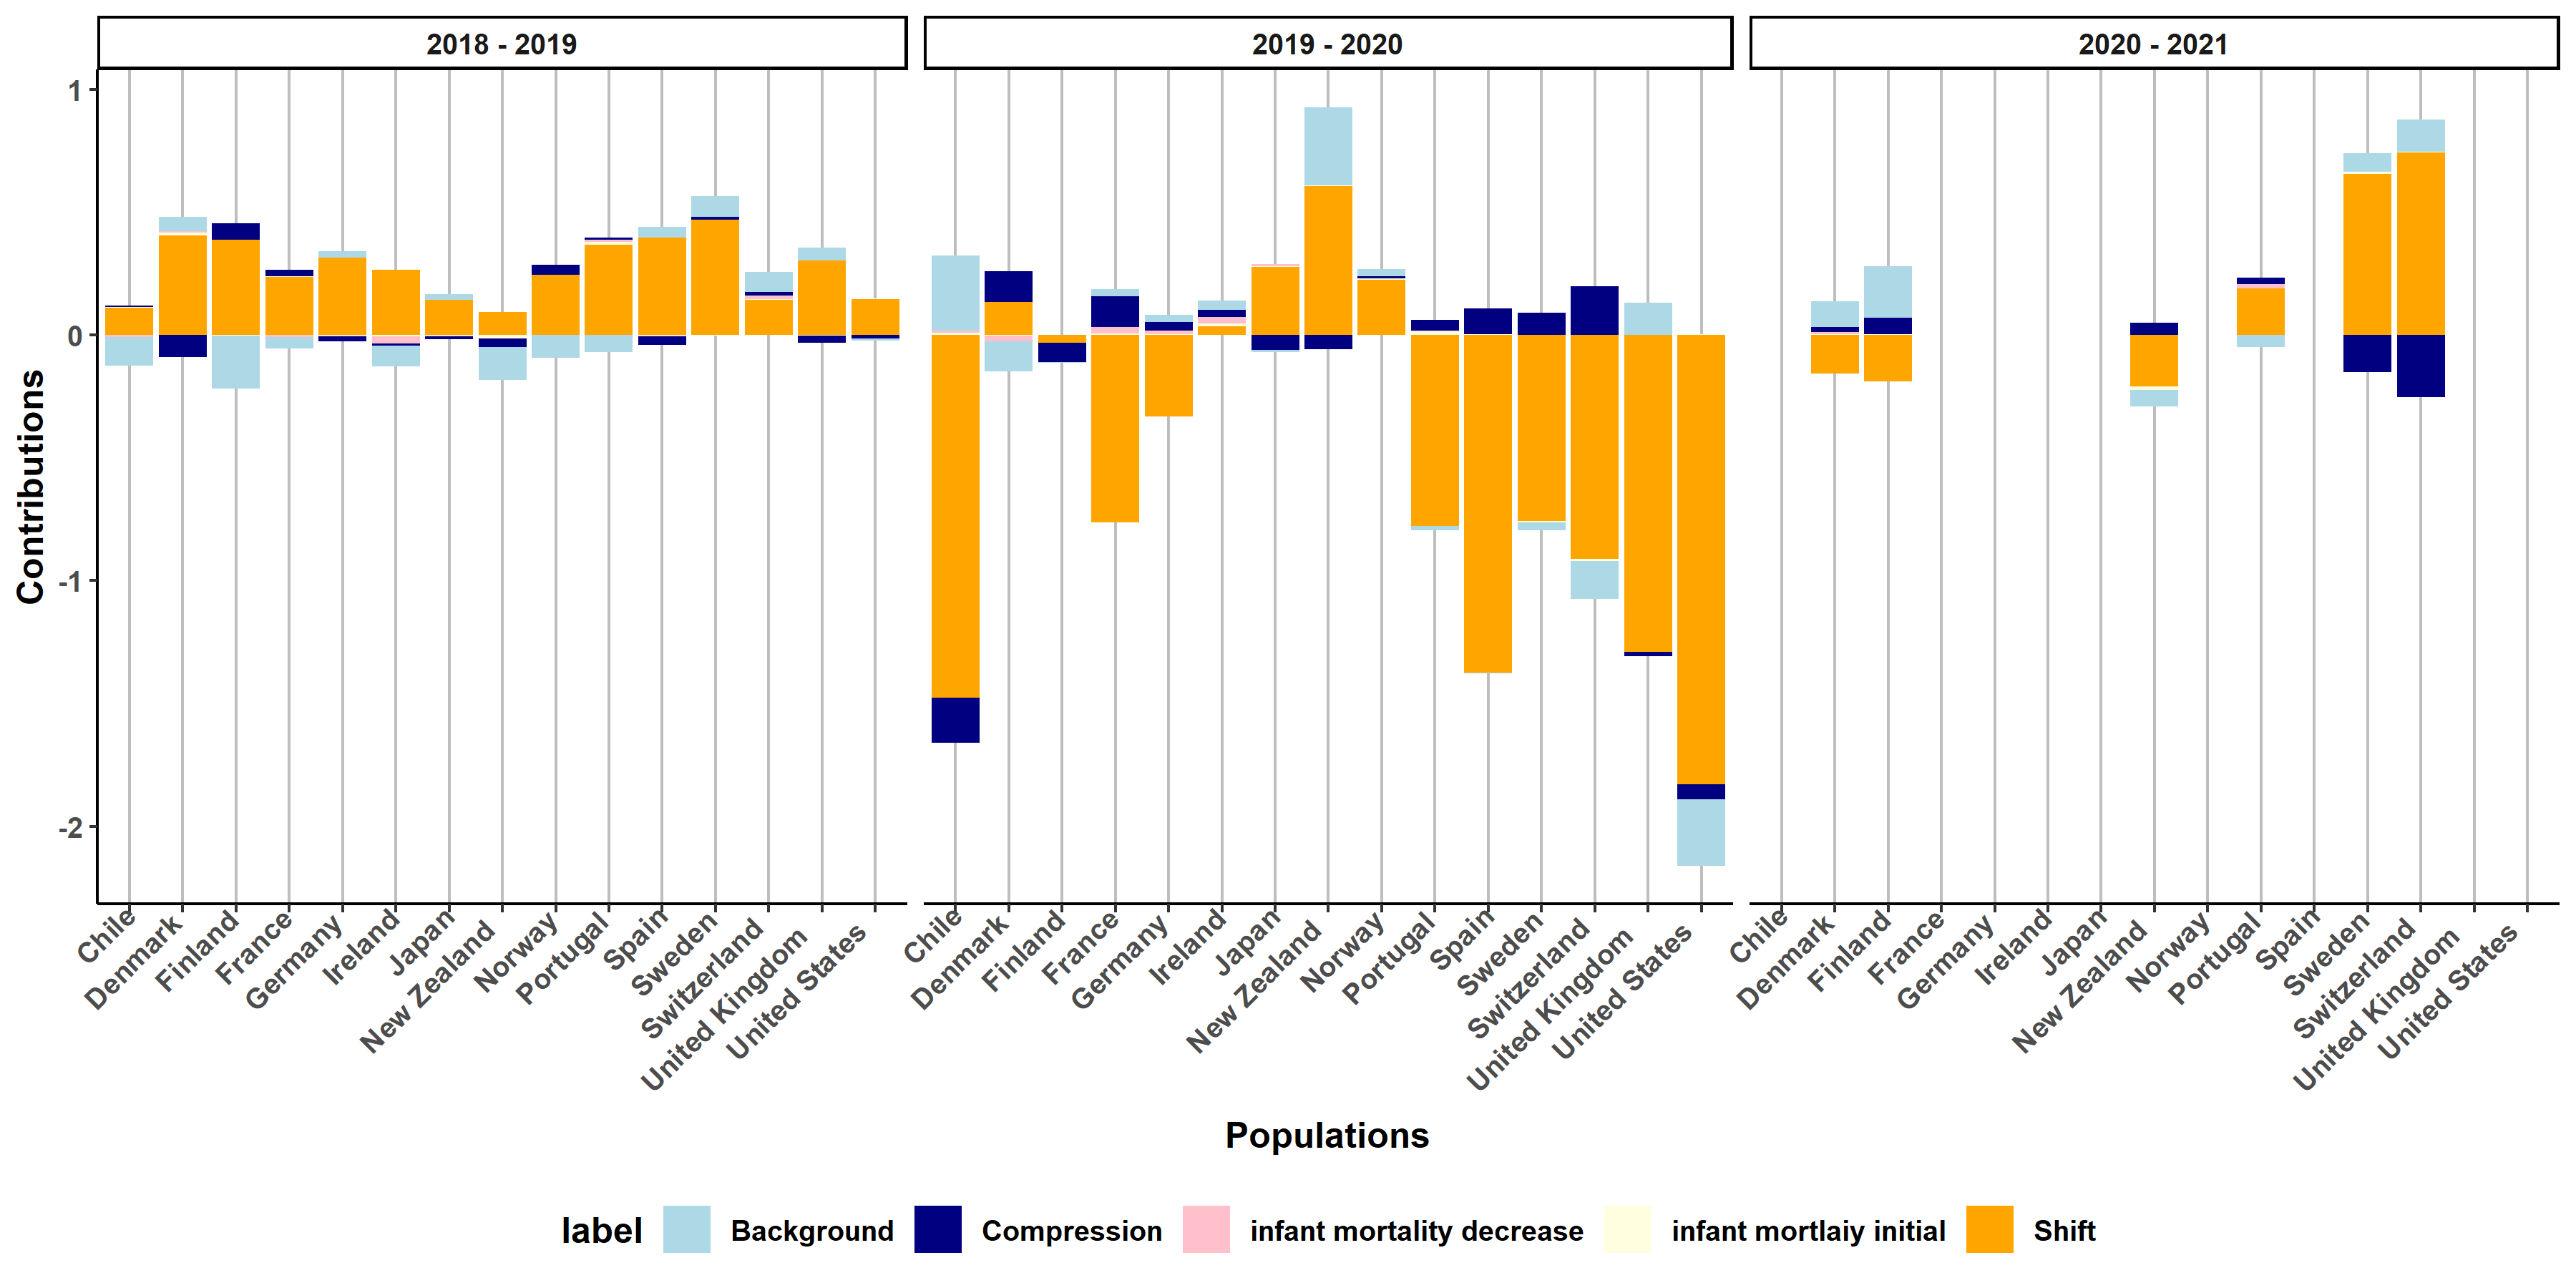 2018 - 2019
2019 - 2020
2020 - 2021
1
0
-1
-2
Contributions
Chile
Denmark
Finland
France
Germany
Ireland
Japan
New Zealand
Norway
Portugal
Spain
Sweden
Switzerland
United Kingdom
United States
Chile
Denmark
Finland
France
Germany
Ireland
Japan
New Zealand
Norway
Portugal
Spain
Sweden
Switzerland
United Kingdom
United States
Chile
Denmark
Finland
France
Germany
Ireland
Japan
New Zealand
Norway
Portugal
Spain
Sweden
Switzerland
United Kingdom
United States
Populations
label Background Compression infant mortality decrease infant mortlaiy initial Shift